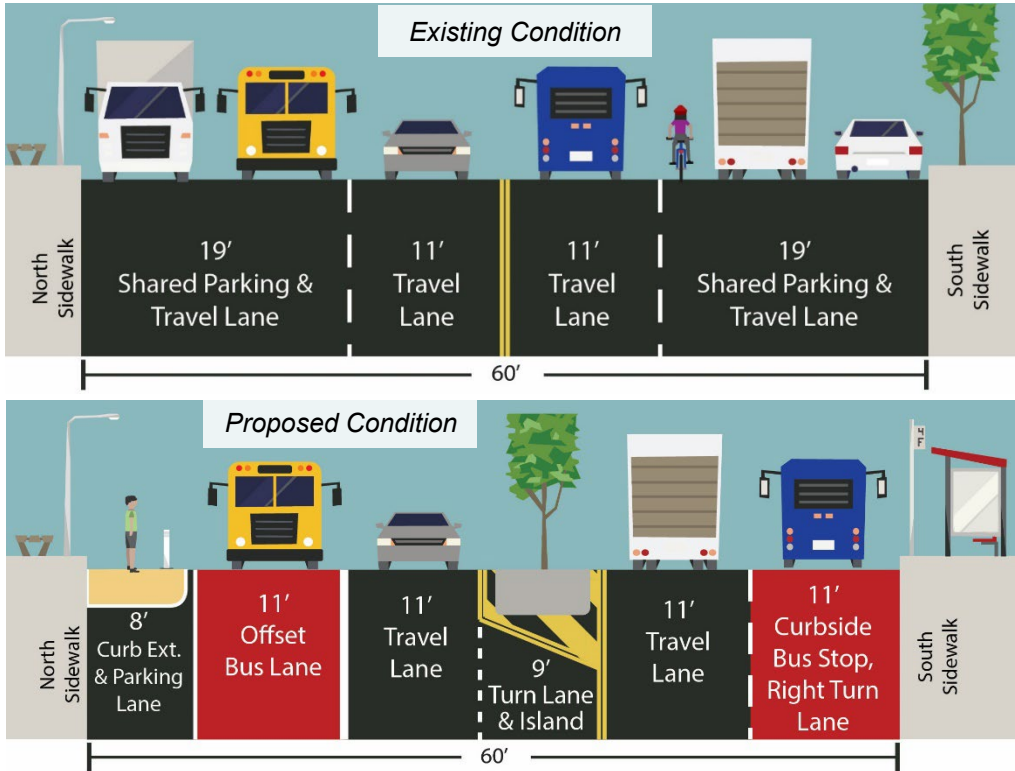 Existing Condition
North
Sidewalk
19’
Shared Parking &
Travel Lane
11’
Travel
Lane
11’
Travel
Lane
19’
Shared Parking &
Travel Lane
South
Sidewalk
60’
Proposed Condition
4
F
North
Sidewalk
8’
Curb Ext.
& Parking
Lane
11’
Offset
Bus Lane
11’
Travel
Lane
9’
Turn Lane
& Island
11’
Travel
Lane
11’
Curbside
Bus Stop,
Right Turn
Lane
South
Sidewalk
60’